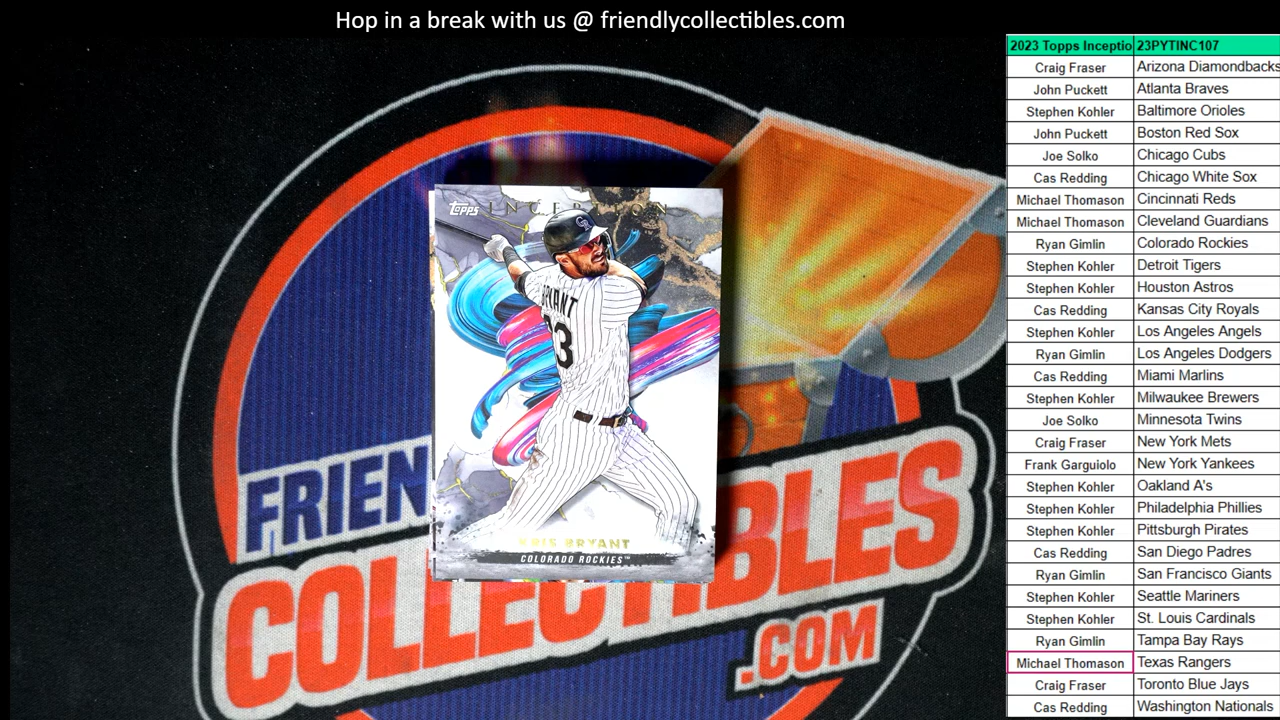 Hop in a break with us @ friendlycollectibles.com
2023 Topps Inceptio 23PYTINC107
Craig Fraser Arizona Diamondbacks
John Puckett Atlanta Braves
Stephen Kohler Baltimore Orioles
John Puckett Boston Red Sox
Joe Solko Chicago Cubs
Cas Redding Chicago White Sox
Michael Thomason Cincinnati Reds
Michael Thomason Cleveland Guardians
Ryan Gimlin Colorado Rockies
Stephen Kohler Detroit Tigers
Stephen Kohler Houston Astros
Cas Redding Kansas City Royals
Stephen Kohler Los Angeles Angels
Ryan Gimlin Los Angeles Dodgers
Cas Redding Miami Marlins
Stephen Kohler Milwaukee Brewers
Joe Solko Minnesota Twins
Craig Fraser New York Mets
Frank Garguiolo New York Yankees
Stephen Kohler Oakland A's
Stephen Kohler Philadelphia Phillies
Stephen Kohler Pittsburgh Pirates
Cas Redding San Diego Padres
Ryan Gimlin San Francisco Giants
Stephen Kohler Seattle Mariners
Stephen Kohler St. Louis Cardinals
Ryan Gimlin Tampa Bay Rays
Michael Thomason Texas Rangers
Craig Fraser Toronto Blue Jays
Cas Redding Washington Nationals
Topps INCEPTION
CR
BRYANT
23
KRIS BRYANT
COLORADO ROCKIES™
FRIEN
COLLECTIBLES
.COM